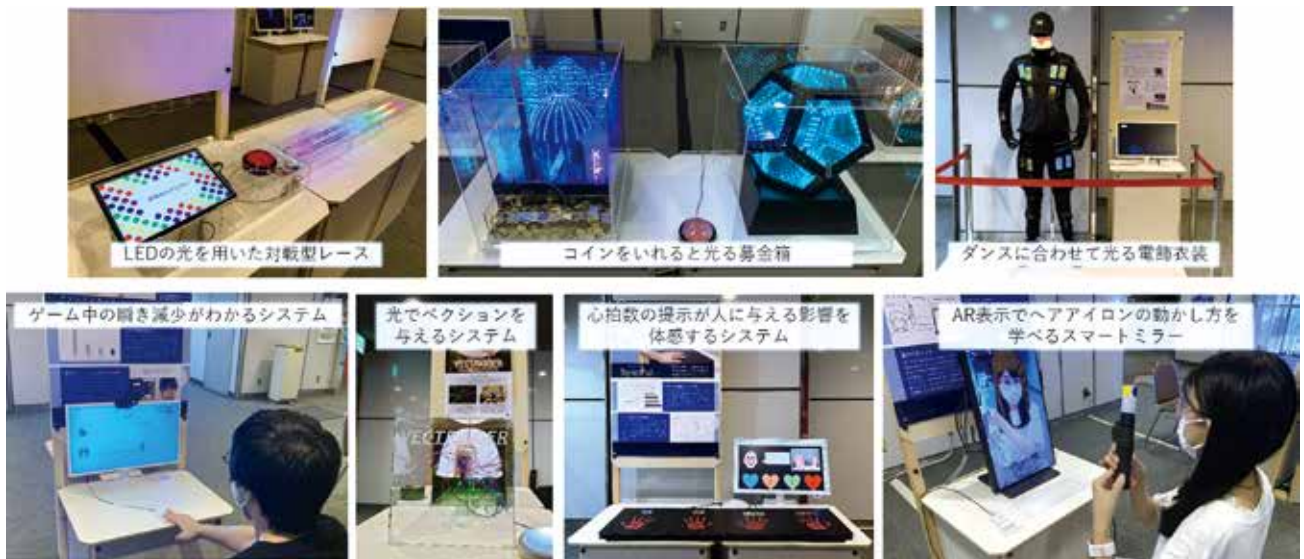 LEDの光を用いた対戦型レース
コインをいれると光る募金箱
ダンスに合わせて光る電飾衣装
ゲーム中の瞬き減少がわかるシステム
光でベクションを
与えるシステム
心拍数の提示が人に与える影響を
体感するシステム
AR表示でヘアアイロンの動かし方を
学べるスマートミラー